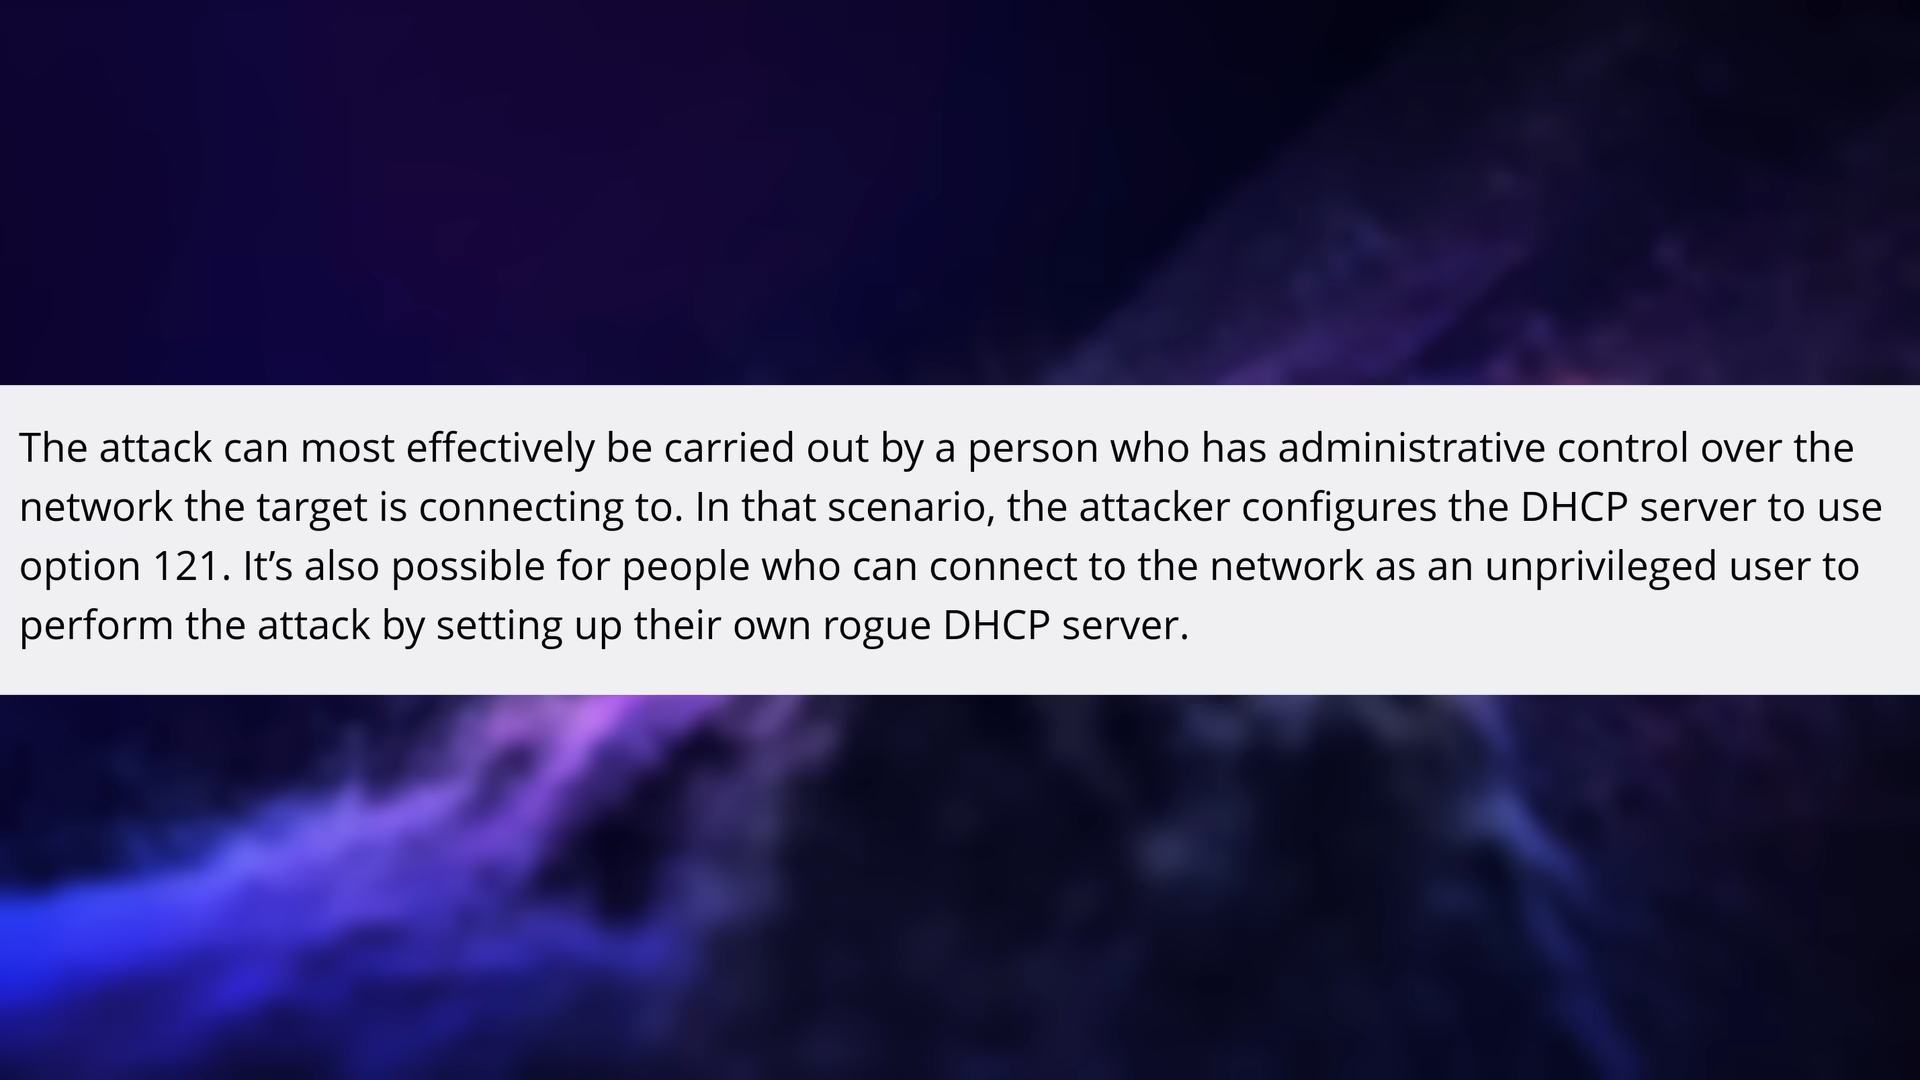 The attack can most effectively be carried out by a person who has administrative control over the
network the target is connecting to. In that scenario, the attacker configures the DHCP server to use
option 121. It’s also possible for people who can connect to the network as an unprivileged user to
perform the attack by setting up their own rogue DHCP server.